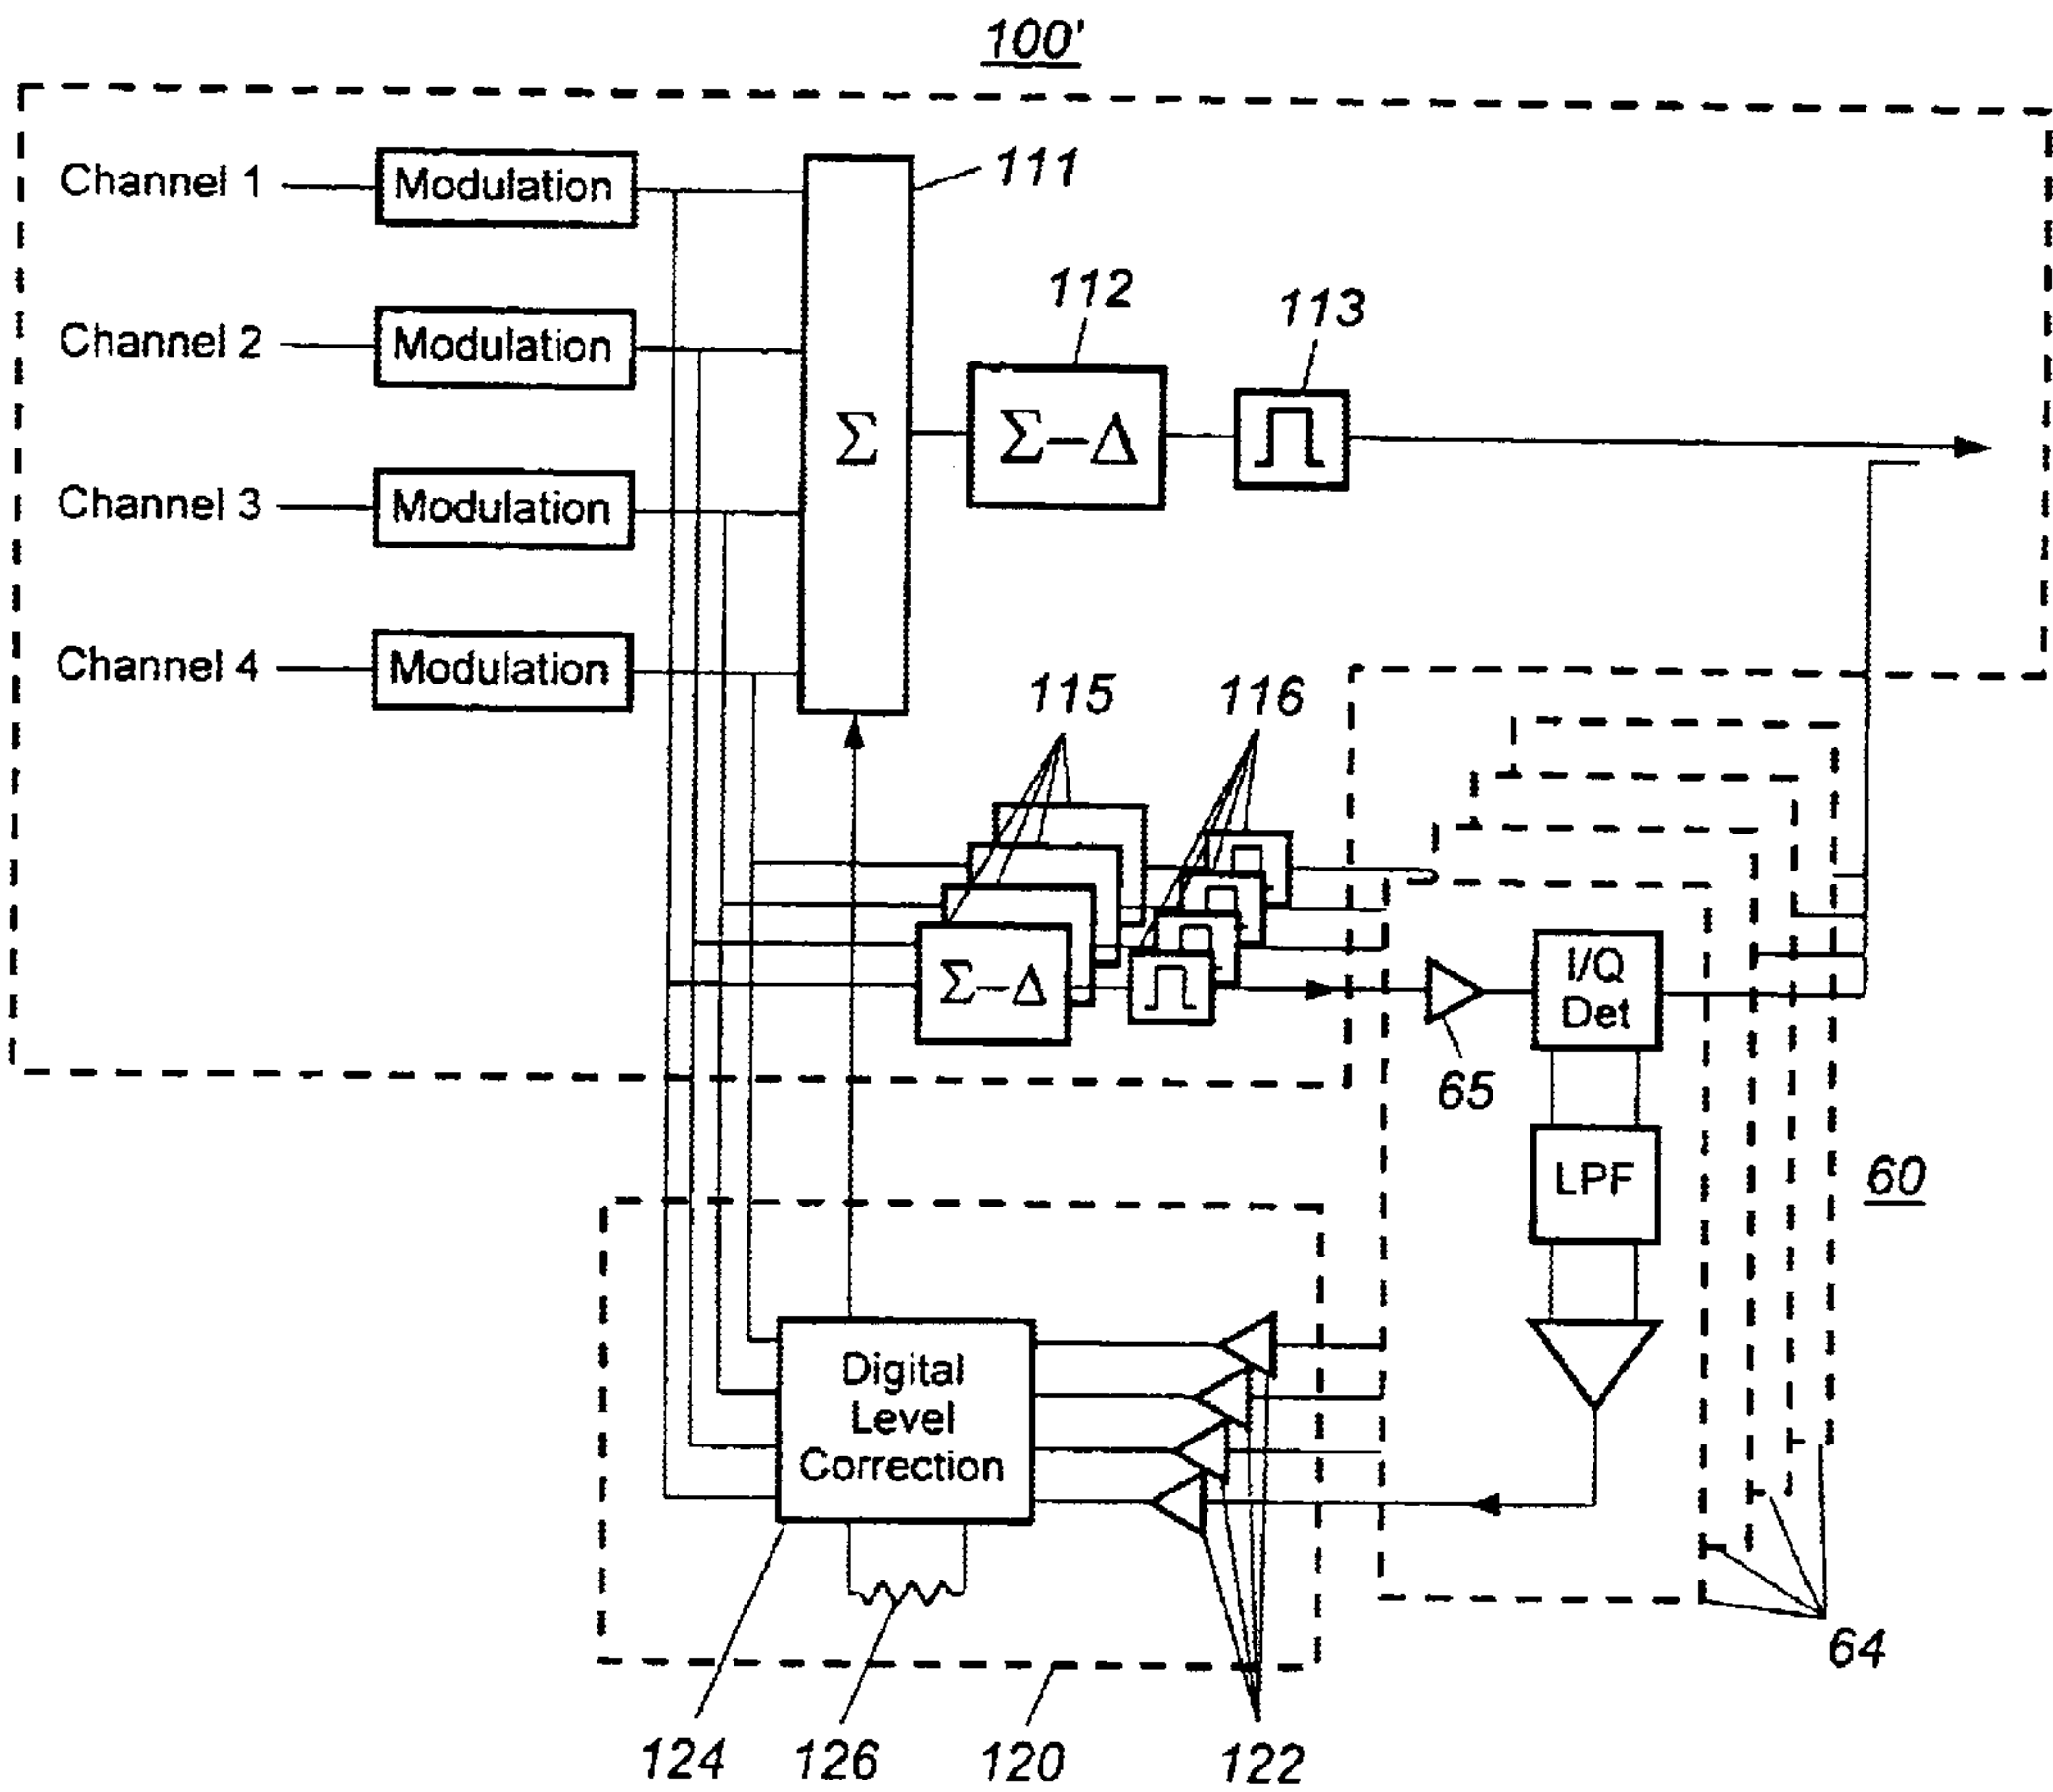 100'
Channel 1
Modulation
111
Channel 2
Modulation
112
113
Σ
Σ–Δ
Channel 3
Modulation
Channel 4
Modulation
115
116
Σ–Δ
I/Q
Det
65
LPF
60
Digital
Level
Correction
64
124
126
120
122